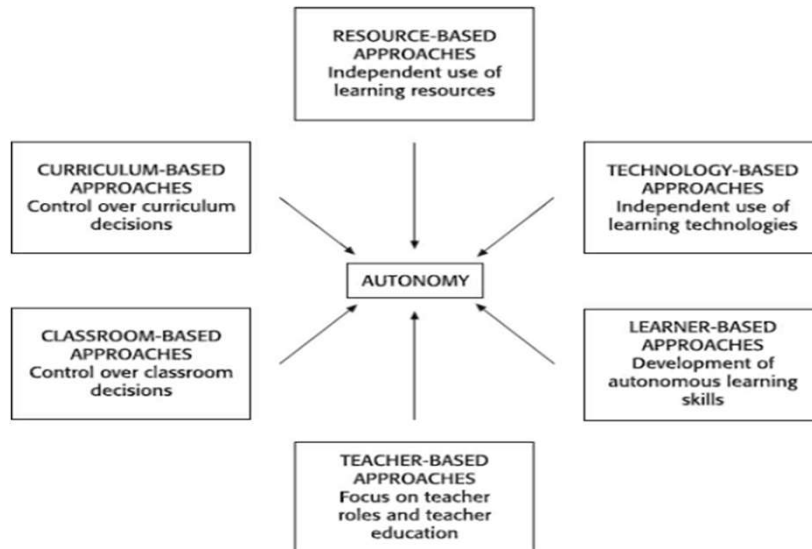 RESOURCE-BASED
APPROACHES
Independent use of
learning resources
CURRICULUM-BASED
APPROACHES
Control over curriculum
decisions
TECHNOLOGY-BASED
APPROACHES
Independent use of
learning technologies
AUTONOMY
CLASSROOM-BASED
APPROACHES
Control over classroom
decisions
LEARNER-BASED
APPROACHES
Development of
autonomous learning
skills
TEACHER-BASED
APPROACHES
Focus on teacher
roles and teacher
education